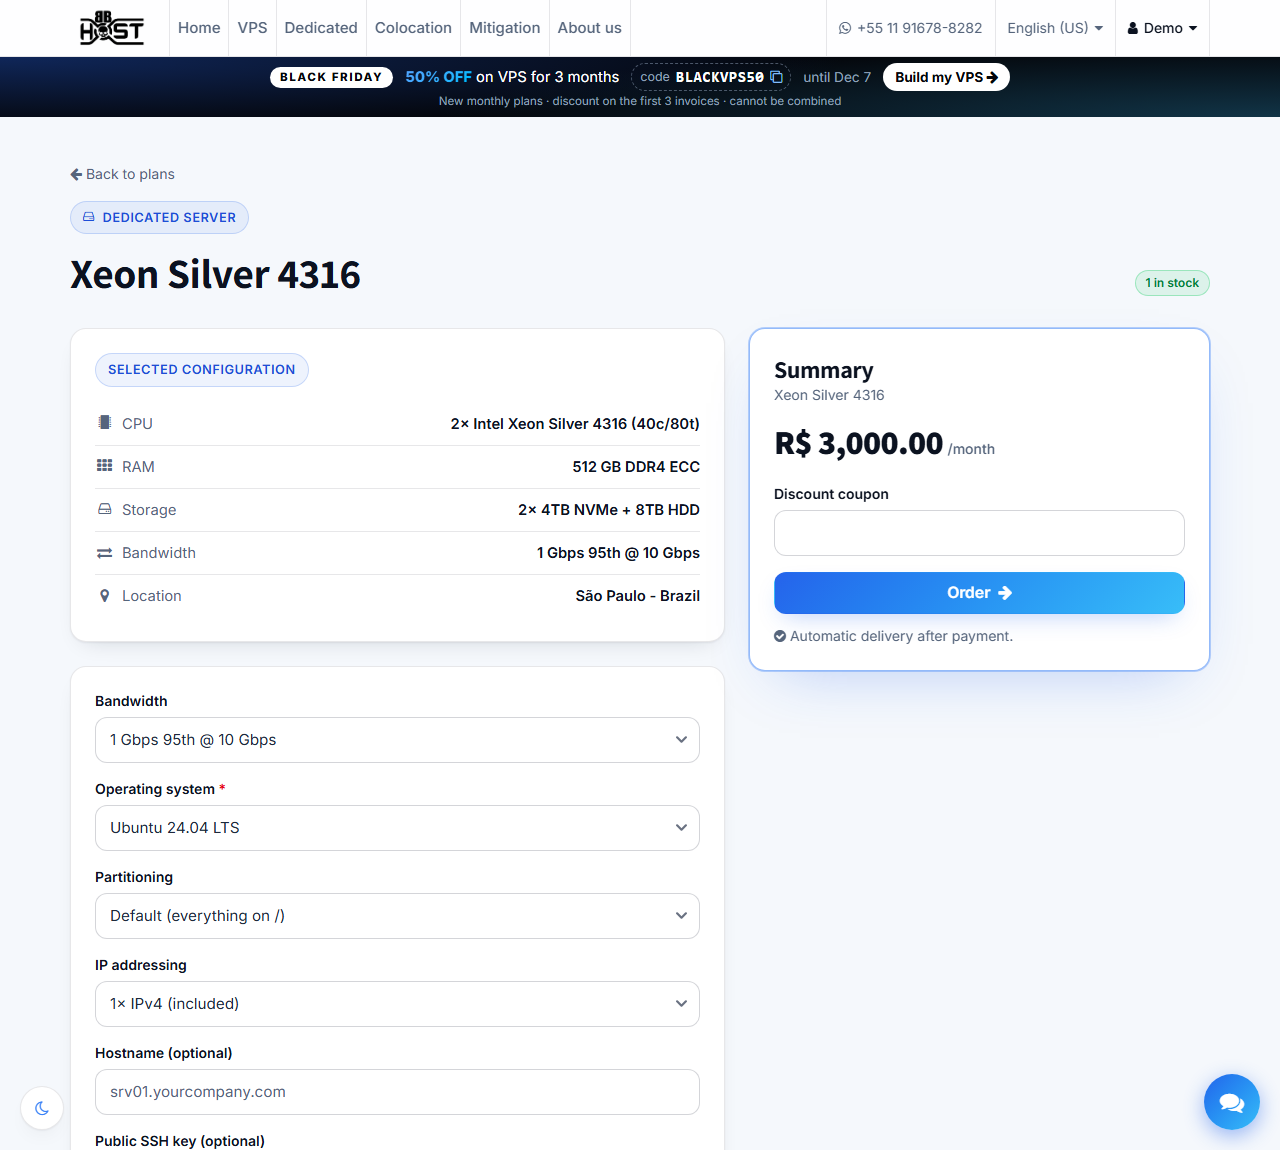 BR
HOST
Home
VPS
Dedicated
Colocation
Mitigation
About us
+55 11 91678-8282
English (US)
Demo
BLACK FRIDAY
50% OFF on VPS for 3 months
code BLACKVPS50
until Dec 7
Build my VPS
New monthly plans · discount on the first 3 invoices · cannot be combined
Back to plans
DEDICATED SERVER
Xeon Silver 4316
1 in stock
SELECTED CONFIGURATION
CPU
2× Intel Xeon Silver 4316 (40c/80t)
RAM
512 GB DDR4 ECC
Storage
2× 4TB NVMe + 8TB HDD
Bandwidth
1 Gbps 95th @ 10 Gbps
Location
São Paulo - Brazil
Summary
Xeon Silver 4316
R$ 3,000.00 /month
Discount coupon
Order
Automatic delivery after payment.
Bandwidth
1 Gbps 95th @ 10 Gbps
Operating system *
Ubuntu 24.04 LTS
Partitioning
Default (everything on /)
IP addressing
1× IPv4 (included)
Hostname (optional)
srv01.yourcompany.com
Public SSH key (optional)